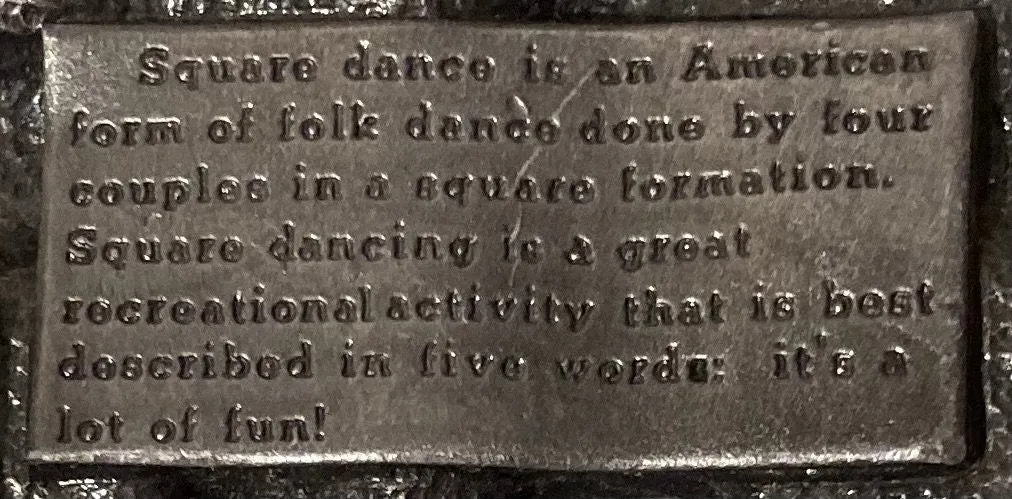 Square dance is an American
form of folk dance done by four
couples in a square formation.
Square dancing is a great
recreational activity that is best
described in five words: it's a
lot of fun!